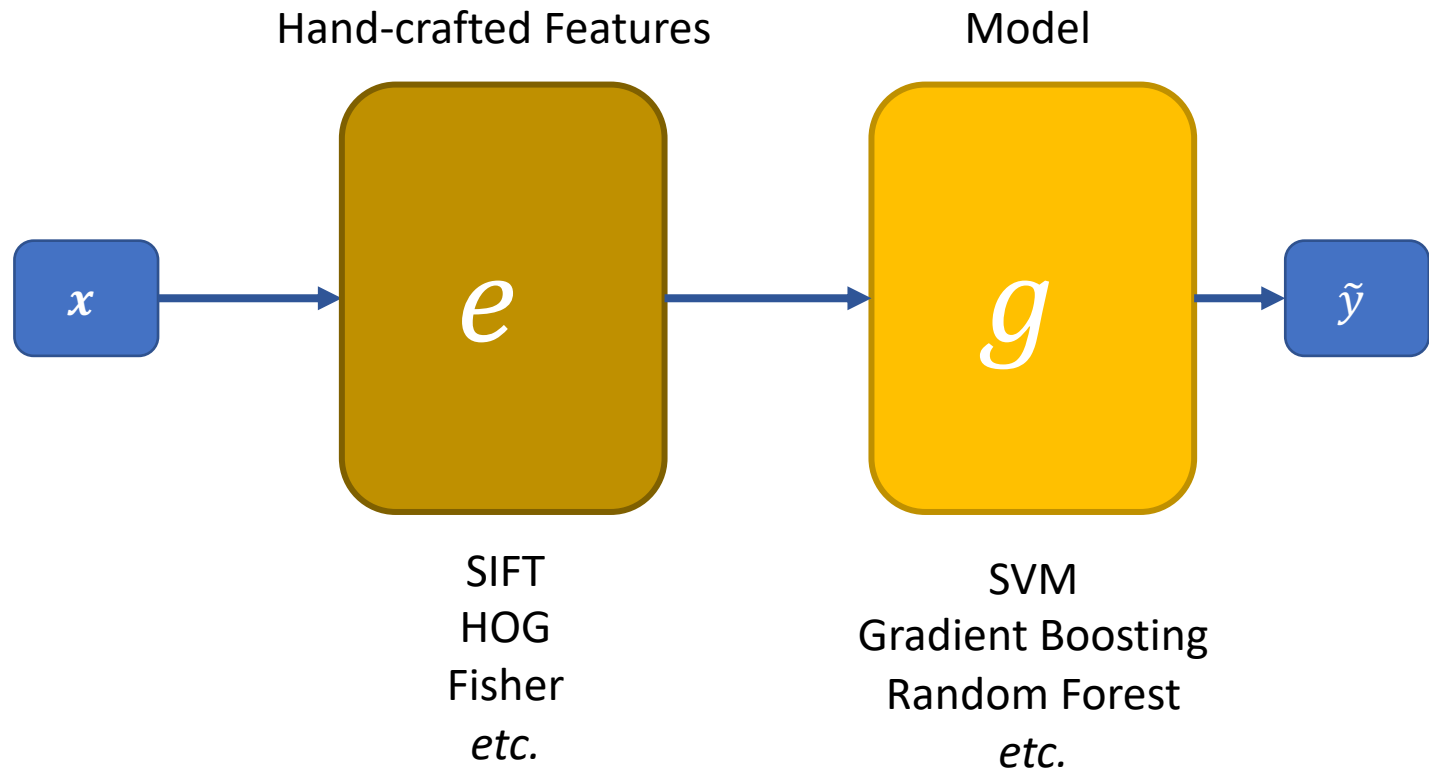 Hand-crafted Features
Model
x
e
g
ỹ
SIFT
HOG
Fisher
etc.
SVM
Gradient Boosting
Random Forest
etc.